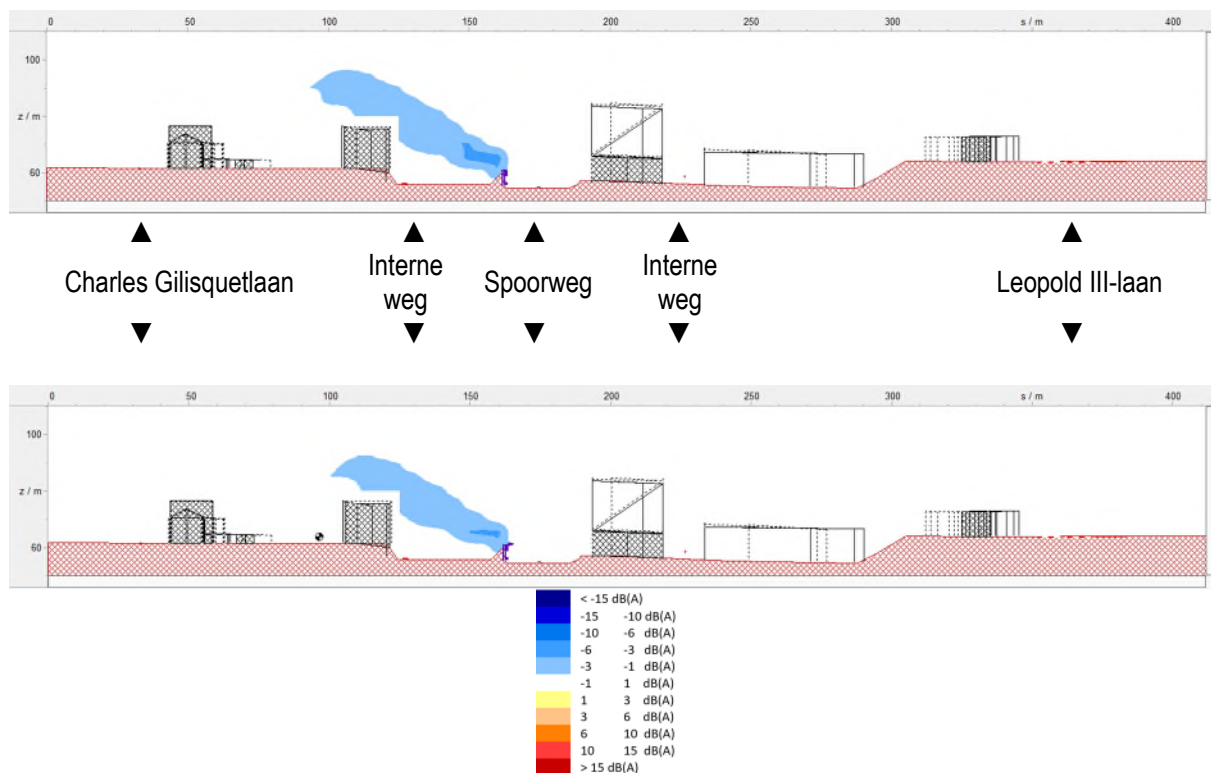 0 50 100 150 200 250 300 s / m 400
100
z / m
60
Charles Gilisquetlaan
Interne
weg
Spoorweg
Interne
weg
Leopold III-laan
0 50 100 150 200 250 300 s / m 400
100
z / m
60
< -15 dB(A)
-15 -10 dB(A)
-10 -6 dB(A)
-6 -3 dB(A)
-3 -1 dB(A)
-1 1 dB(A)
1 3 dB(A)
3 6 dB(A)
6 10 dB(A)
10 15 dB(A)
> 15 dB(A)